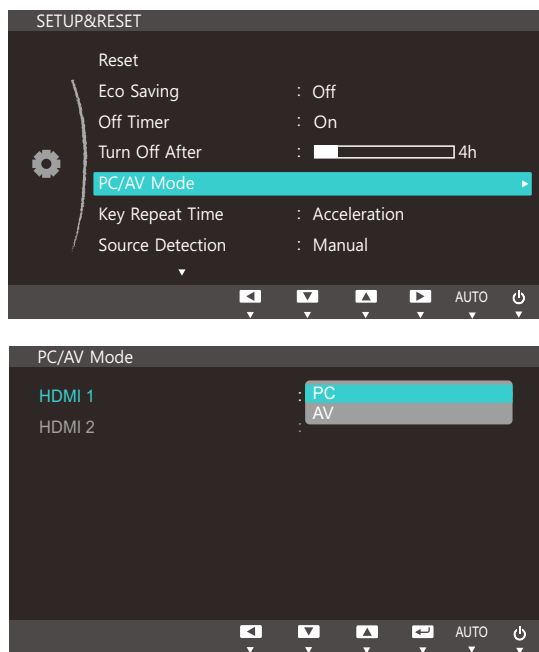 SETUP&RESET
Reset
Eco Saving : Off
Off Timer : On
Turn Off After : 4h
PC/AV Mode
Key Repeat Time : Acceleration
Source Detection : Manual
AUTO
PC/AV Mode
HDMI 1 : PC
AV
HDMI 2 :
AUTO